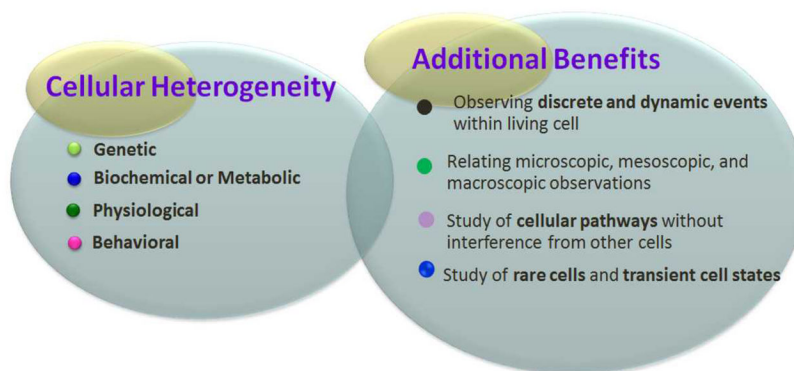 Cellular Heterogeneity
Genetic
Biochemical or Metabolic
Physiological
Behavioral
Additional Benefits
Observing discrete and dynamic events
within living cell
Relating microscopic, mesoscopic, and
macroscopic observations
Study of cellular pathways without
interference from other cells
Study of rare cells and transient cell states